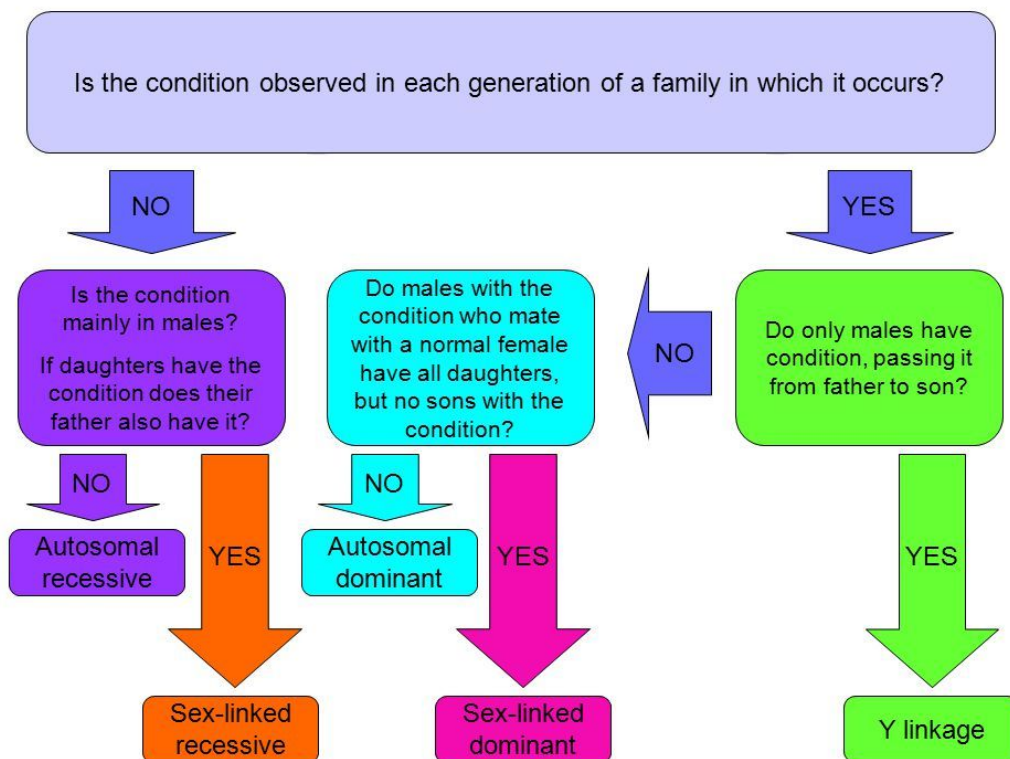 Is the condition observed in each generation of a family in which it occurs?
NO
YES
Is the condition
mainly in males?
If daughters have the
condition does their
father also have it?
Do males with the
condition who mate
with a normal female
have all daughters,
but no sons with the
condition?
NO
Do only males have
condition, passing it
from father to son?
NO
YES
NO
YES
YES
Autosomal
recessive
Autosomal
dominant
Sex-linked
recessive
Sex-linked
dominant
Y linkage